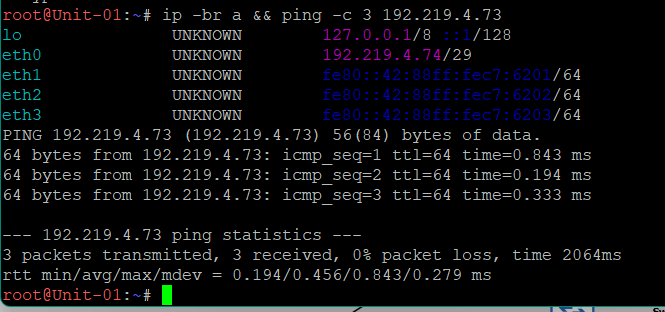 root@Unit-01:~# ip -br a && ping -c 3 192.219.4.73
lo UNKNOWN 127.0.0.1/8 ::1/128
eth0 UNKNOWN 192.219.4.74/29
eth1 UNKNOWN fe80::42:88ff:fec7:6201/64
eth2 UNKNOWN fe80::42:88ff:fec7:6202/64
eth3 UNKNOWN fe80::42:88ff:fec7:6203/64
PING 192.219.4.73 (192.219.4.73) 56(84) bytes of data.
64 bytes from 192.219.4.73: icmp_seq=1 ttl=64 time=0.843 ms
64 bytes from 192.219.4.73: icmp_seq=2 ttl=64 time=0.194 ms
64 bytes from 192.219.4.73: icmp_seq=3 ttl=64 time=0.333 ms
--- 192.219.4.73 ping statistics ---
3 packets transmitted, 3 received, 0% packet loss, time 2064ms
rtt min/avg/max/mdev = 0.194/0.456/0.843/0.279 ms
root@Unit-01:~#